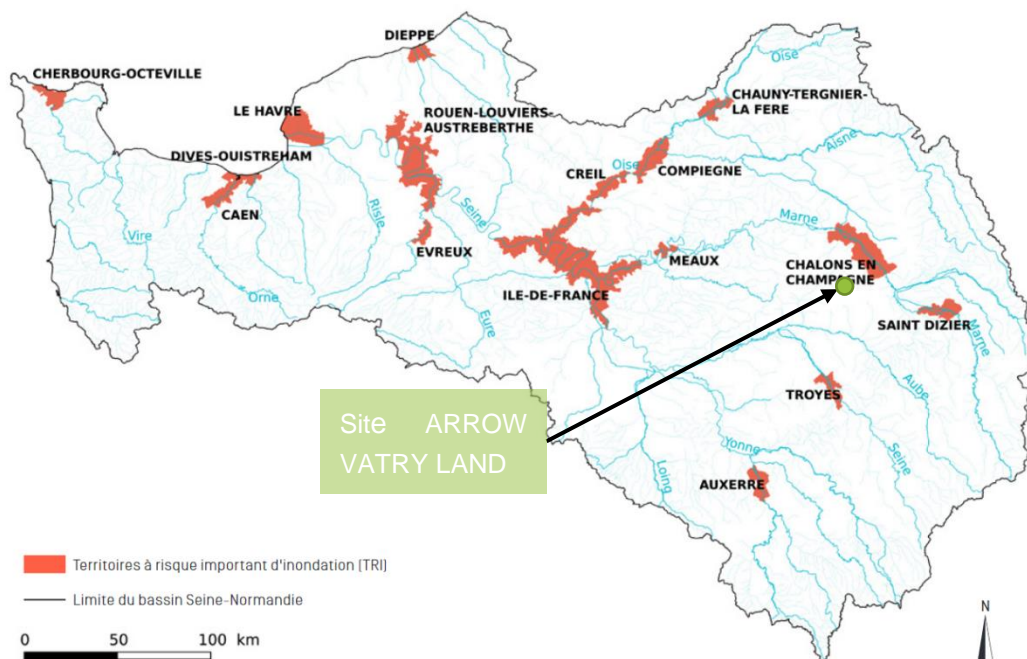 DIEPPE
Oise
CHERBOURG-OCTEVILLE
CHAUNY-TERGNIER-
LA FERE
LE HAVRE
ROUEN-LOUVIERS-
AUSTREBERTHE
Aisne
DIVES-OUISTREHAM
Oise
CREIL
COMPIEGNE
CAEN
Risle
Seine
Marne
Vire
EVREUX
MEAUX
CHALONS EN
CHAMPAGNE
Orne
ILE-DE-FRANCE
Eure
SAINT DIZIER
Marne
Aube
TROYES
Site ARROW
VATRY LAND
Yonne
Seine
Loing
AUXERRE
Territoires à risque important d'inondation (TRI)
Limite du bassin Seine-Normandie
0 50 100 km
N